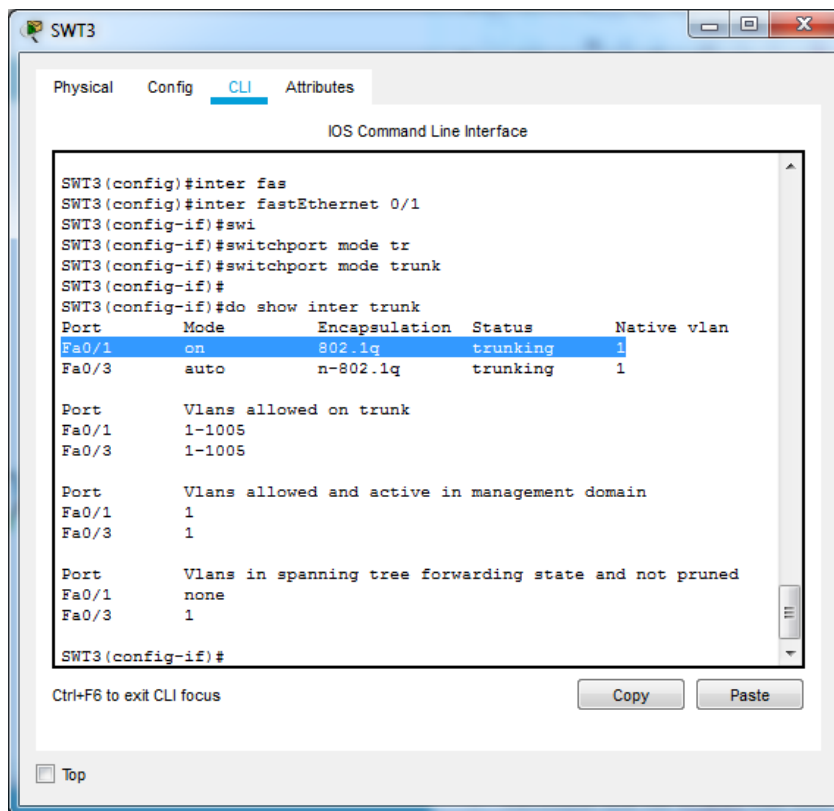 SWT3
Physical Config CLI Attributes
IOS Command Line Interface
SWT3(config)#inter fas
SWT3(config)#inter fastEthernet 0/1
SWT3(config-if)#swi
SWT3(config-if)#switchport mode tr
SWT3(config-if)#switchport mode trunk
SWT3(config-if)#
SWT3(config-if)#do show inter trunk
Port Mode Encapsulation Status Native vlan
Fa0/1 on 802.1q trunking 1
Fa0/3 auto n-802.1q trunking 1
Port Vlans allowed on trunk
Fa0/1 1-1005
Fa0/3 1-1005
Port Vlans allowed and active in management domain
Fa0/1 1
Fa0/3 1
Port Vlans in spanning tree forwarding state and not pruned
Fa0/1 none
Fa0/3 1
SWT3(config-if)#
Ctrl+F6 to exit CLI focus Copy Paste
Top